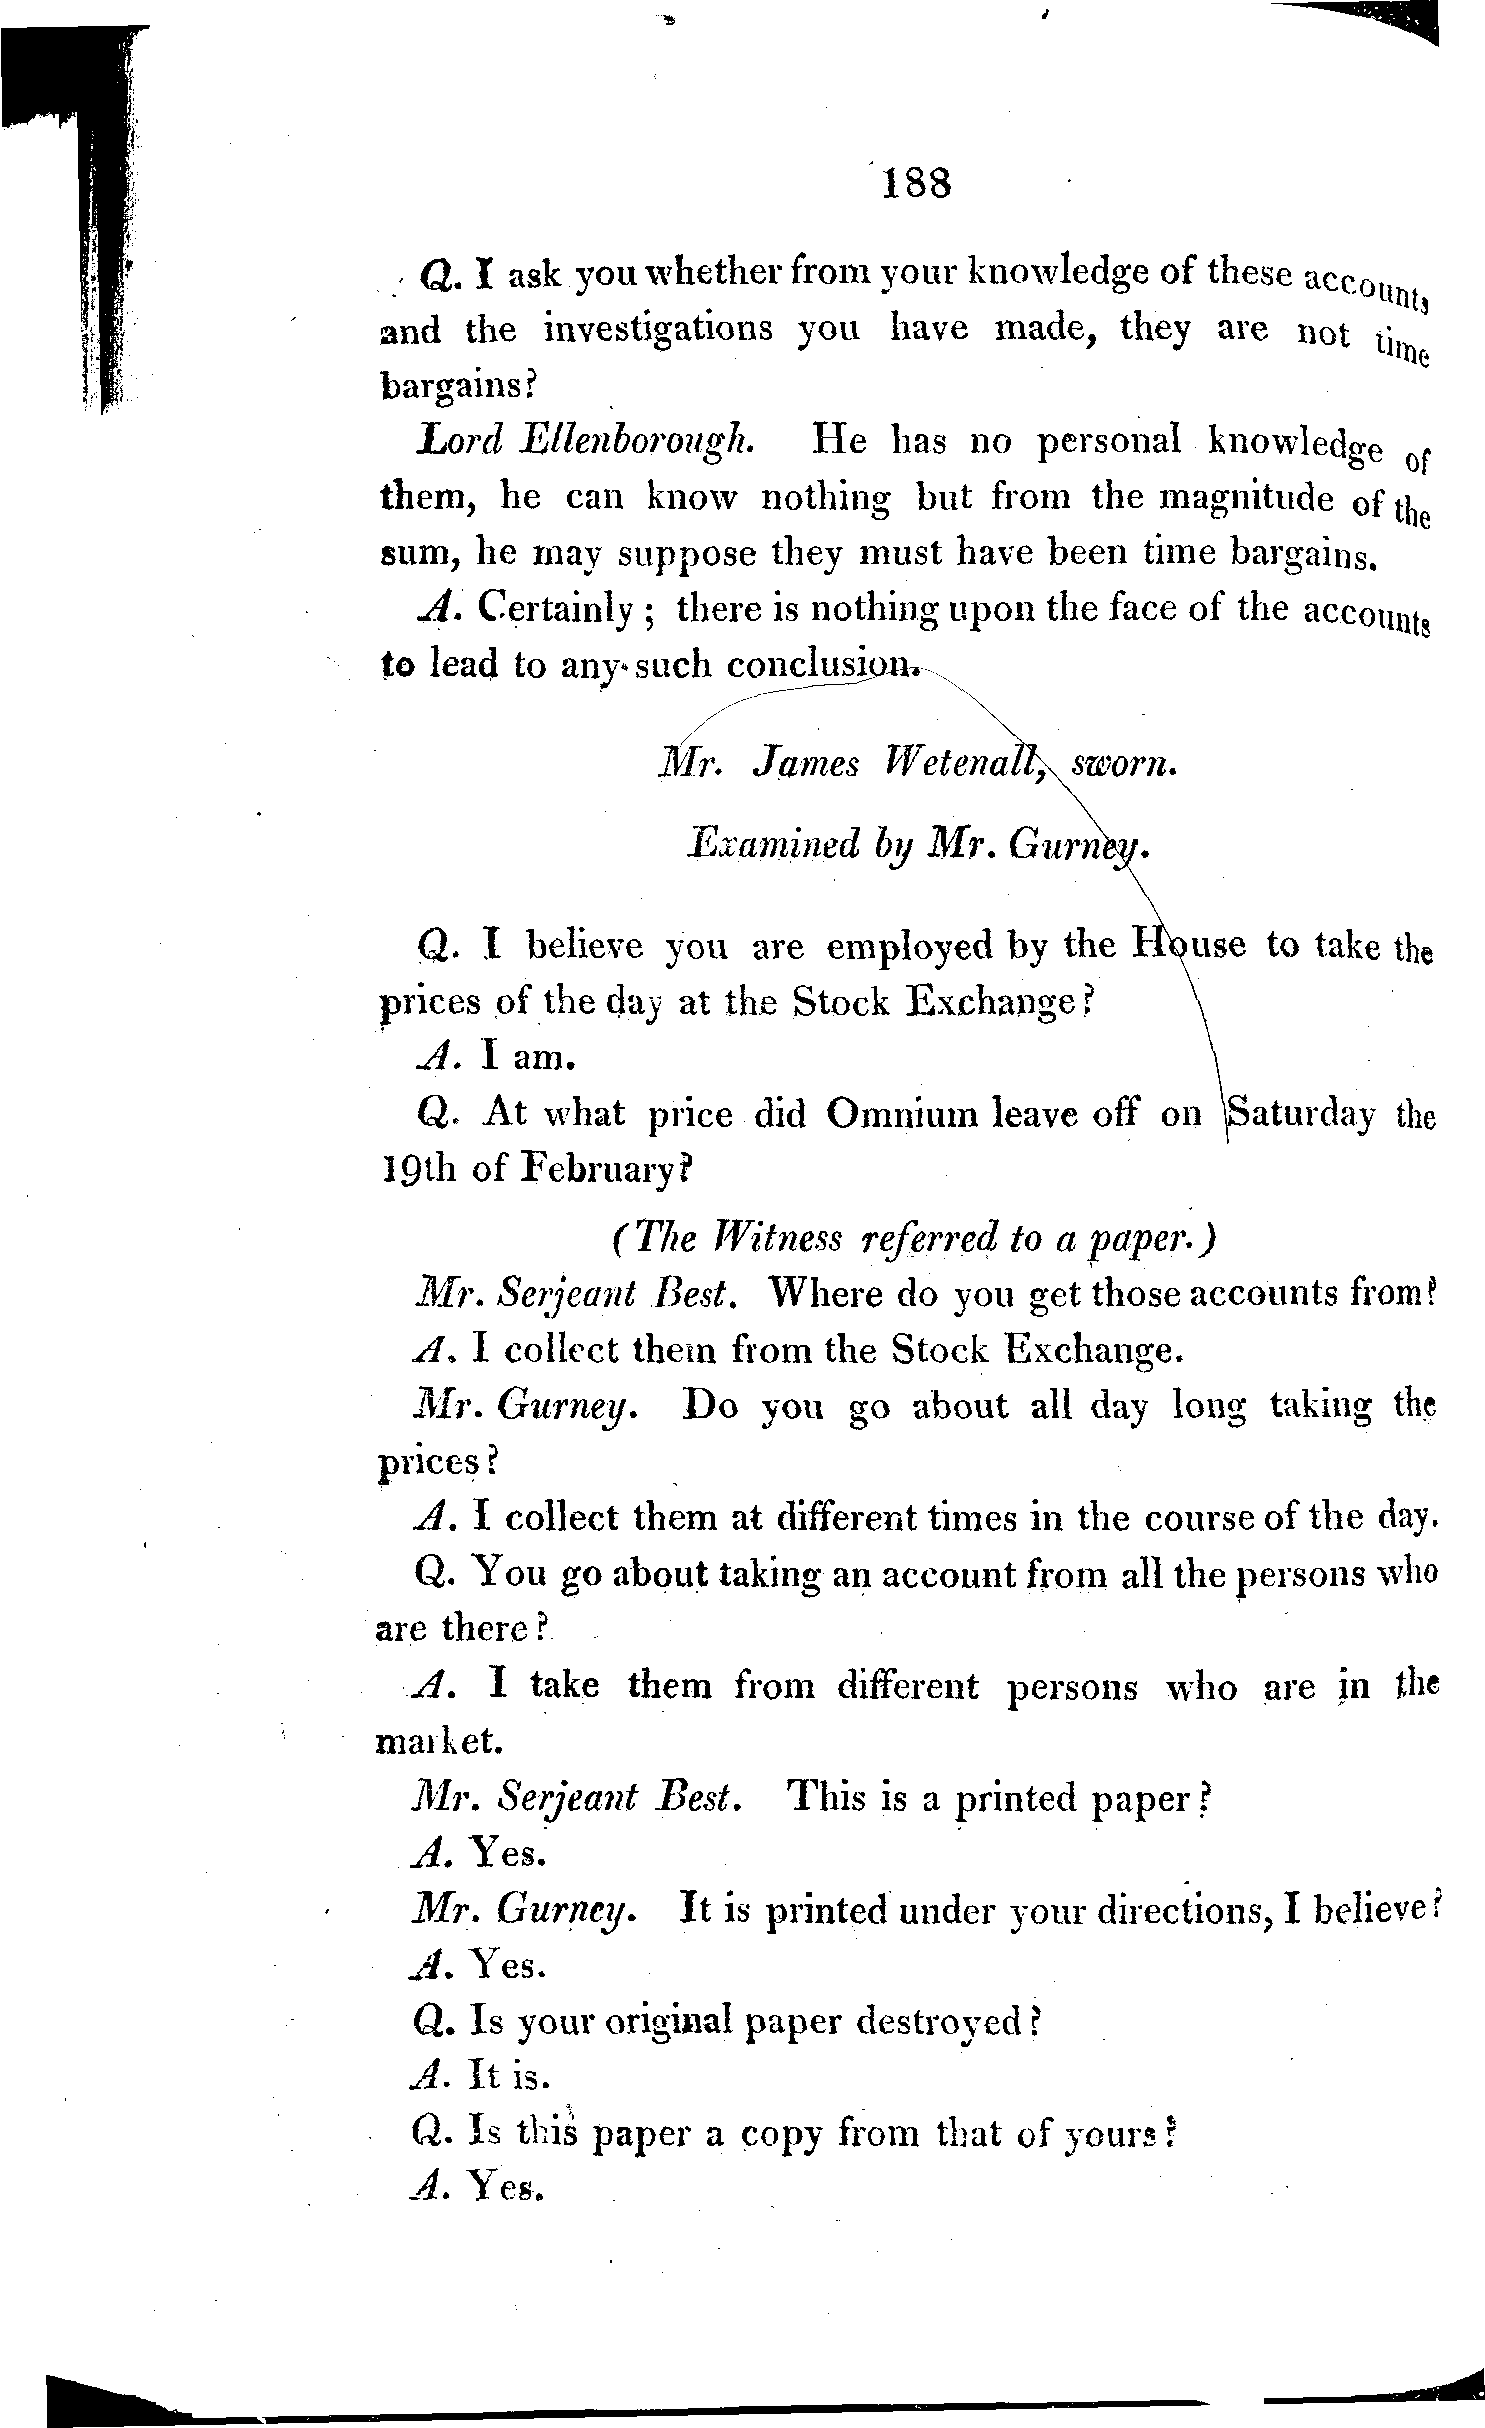 188
Q. I ask you whether from your knowledge of these accounts
and the investigations you have made, they are not time
bargains?
Lord Ellenborough. He has no personal knowledge of
them, he can know nothing but from the magnitude of the
sum, he may suppose they must have been time bargains.
A. Certainly; there is nothing upon the face of the accounts
to lead to any such conclusion.
Mr. James Wetenall, sworn.
Examined by Mr. Gurney.
Q. I believe you are employed by the House to take the
prices of the day at the Stock Exchange?
A. I am.
Q. At what price did Omnium leave off on Saturday the
19th of February?
(The Witness referred to a paper.)
Mr. Serjeant Best. Where do you get those accounts from?
A. I collect them from the Stock Exchange.
Mr. Gurney. Do you go about all day long taking the
prices?
A. I collect them at different times in the course of the day.
Q. You go about taking an account from all the persons who
are there?
A. I take them from different persons who are in the
market.
Mr. Serjeant Best. This is a printed paper?
A. Yes.
Mr. Gurney. It is printed under your directions, I believe?
A. Yes.
Q. Is your original paper destroyed?
A. It is.
Q. Is this paper a copy from that of yours?
A. Yes.